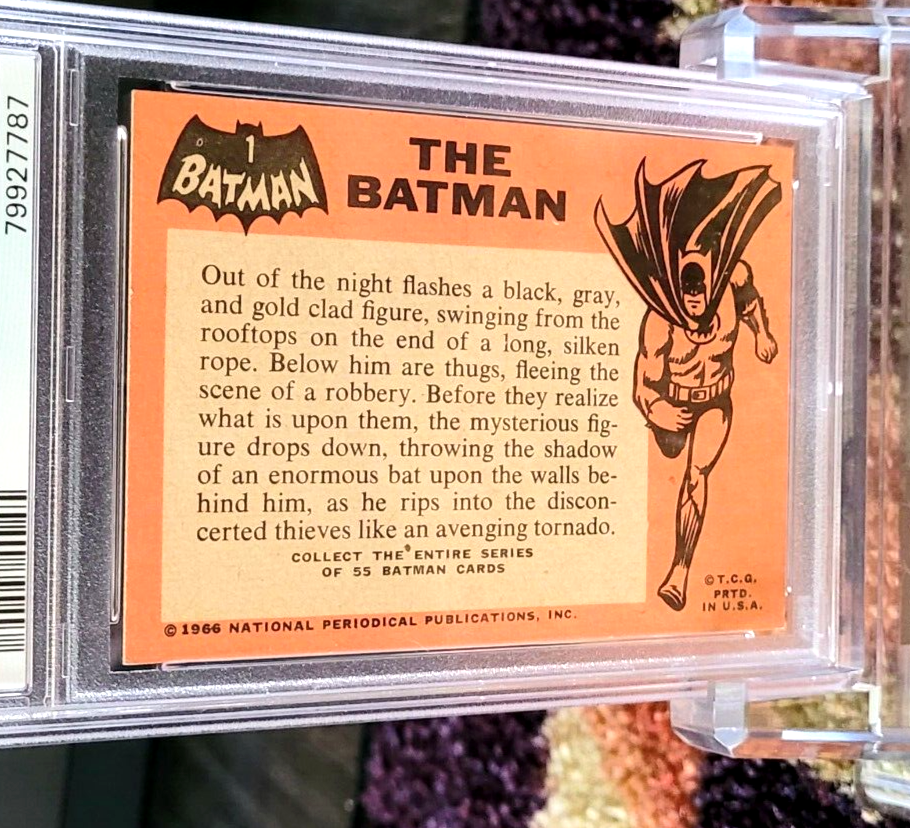 79927787
1
BATMAN
THE
BATMAN
Out of the night flashes a black, gray,
and gold clad figure, swinging from the
rooftops on the end of a long, silken
rope. Below him are thugs, fleeing the
scene of a robbery. Before they realize
what is upon them, the mysterious fig-
ure drops down, throwing the shadow
of an enormous bat upon the walls be-
hind him, as he rips into the discon-
certed thieves like an avenging tornado.
COLLECT THE ENTIRE SERIES
OF 55 BATMAN CARDS
© 1966 NATIONAL PERIODICAL PUBLICATIONS, INC.
© T.C.G.
PRTD.
IN U.S.A.